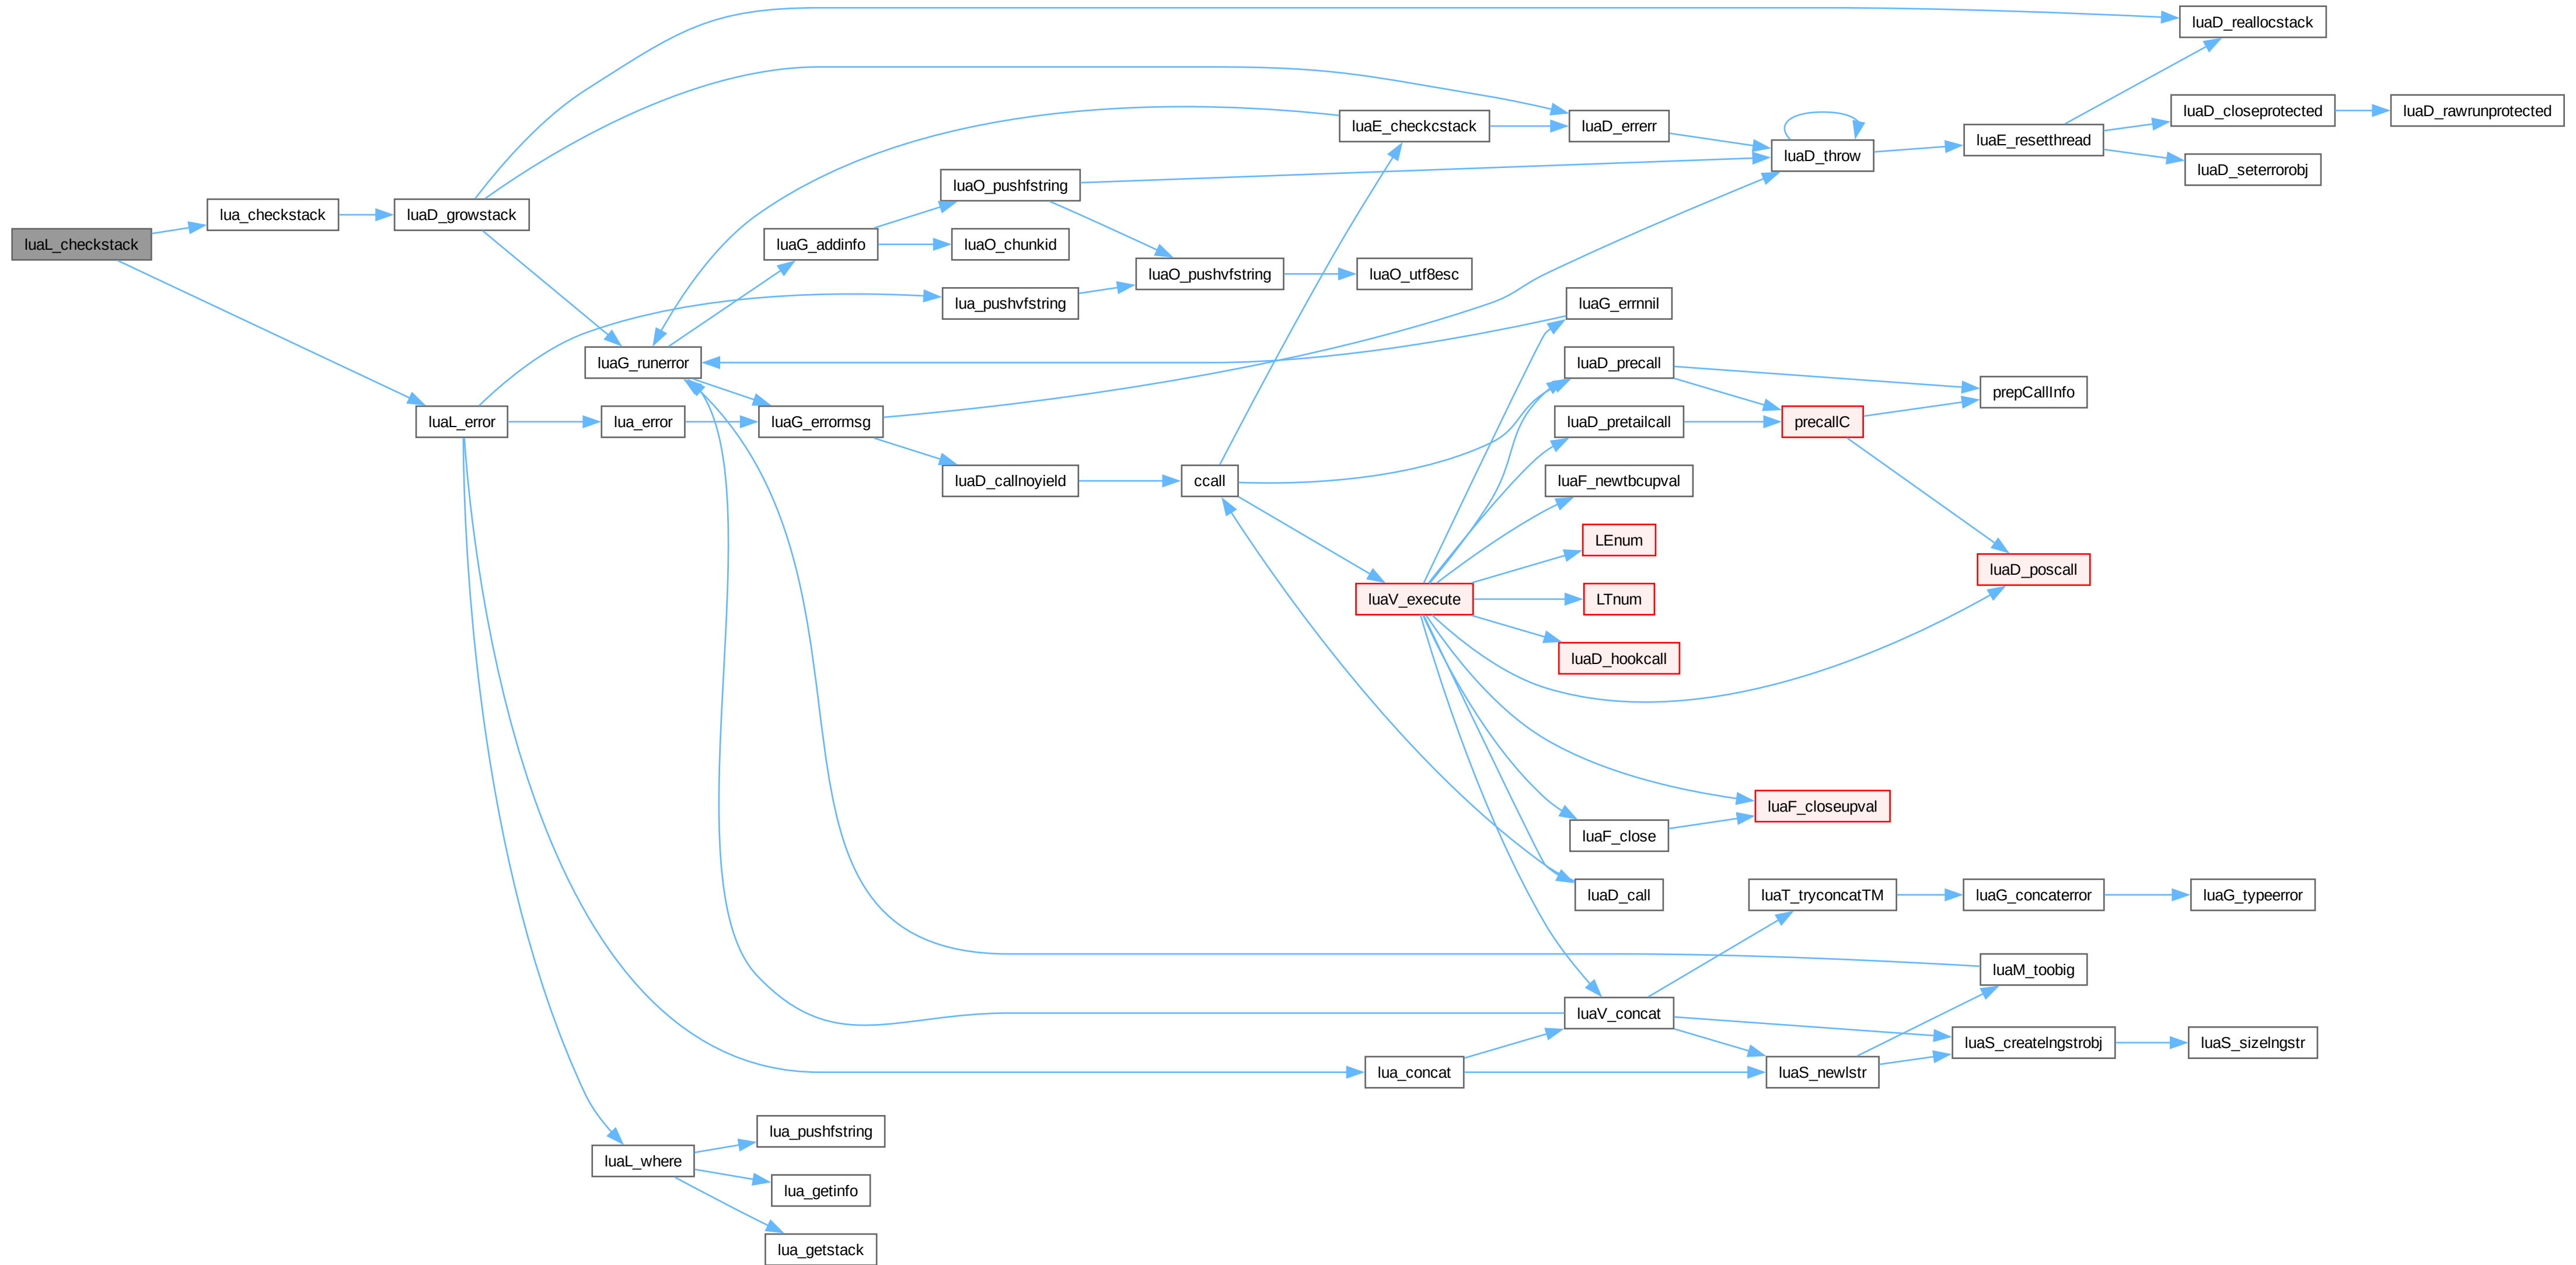 luaL_checkstack
lua_checkstack
luaD_growstack
luaL_error
luaG_runerror
lua_error
luaL_where
luaG_addinfo
luaG_errormsg
lua_pushfstring
lua_getinfo
lua_getstack
luaO_pushfstring
luaO_chunkid
lua_pushvfstring
luaD_callnoyield
luaO_pushvfstring
ccall
luaE_checkcstack
luaO_utf8esc
luaV_execute
lua_concat
luaD_errerr
luaG_errnnil
luaD_precall
luaD_pretailcall
luaF_newtbcupval
LEnum
LTnum
luaD_hookcall
luaF_close
luaD_call
luaV_concat
luaD_throw
precallC
luaF_closeupval
luaT_tryconcatTM
luaS_newlstr
luaE_resetthread
prepCallInfo
luaD_poscall
luaG_concaterror
luaM_toobig
luaS_createlngstrobj
luaD_reallocstack
luaD_closeprotected
luaD_seterrorobj
luaG_typeerror
luaS_sizelngstr
luaD_rawrunprotected